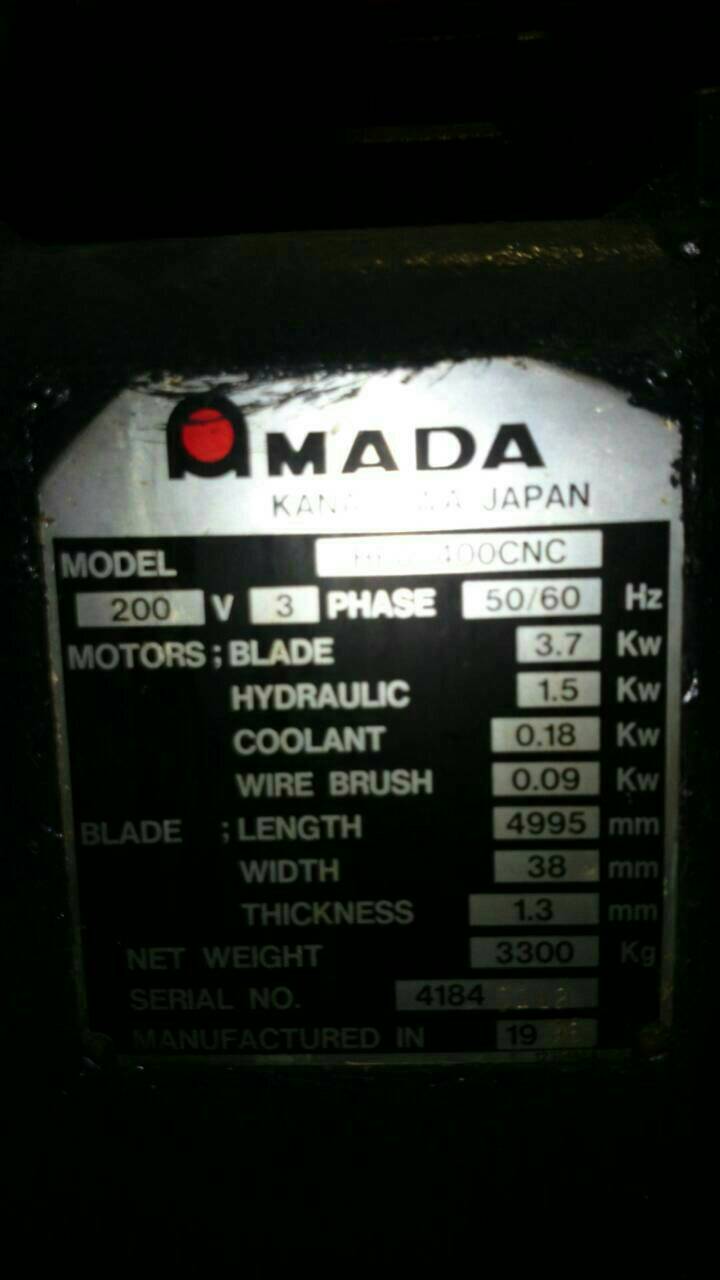 AMADA
JAPAN
MODEL 400CNC
200 V 3 PHASE 50/60 Hz
MOTORS ; BLADE 3.7 Kw
HYDRAULIC 1.5 Kw
COOLANT 0.18 Kw
WIRE BRUSH 0.09 Kw
BLADE ; LENGTH 4995 mm
WIDTH 38 mm
THICKNESS 1.3 mm
NET WEIGHT 3300 Kg
SERIAL NO. 4184
MANUFACTURED IN 19